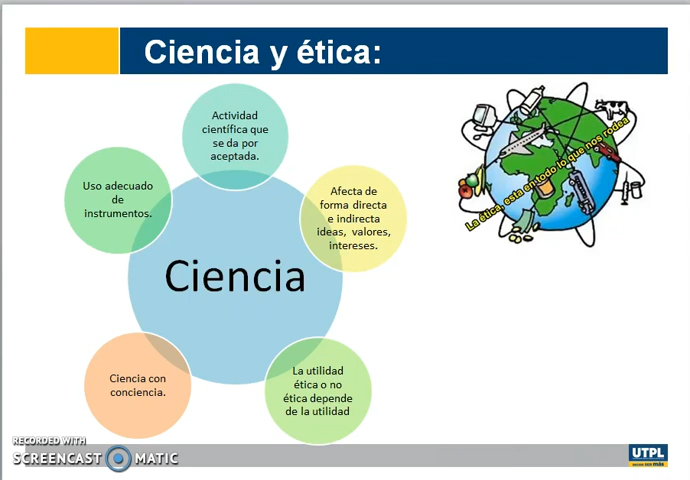 Ciencia y ética:
Actividad
científica que
se da por
aceptada.
Uso adecuado
de
instrumentos.
Afecta de
forma directa
e indirecta
ideas, valores,
intereses.
Ciencia
Ciencia con
conciencia.
La utilidad
ética o no
ética depende
de la utilidad
La ética, esta en todo lo que nos rodea
RECORDED WITH
SCREENCAST MATIC
UTPL